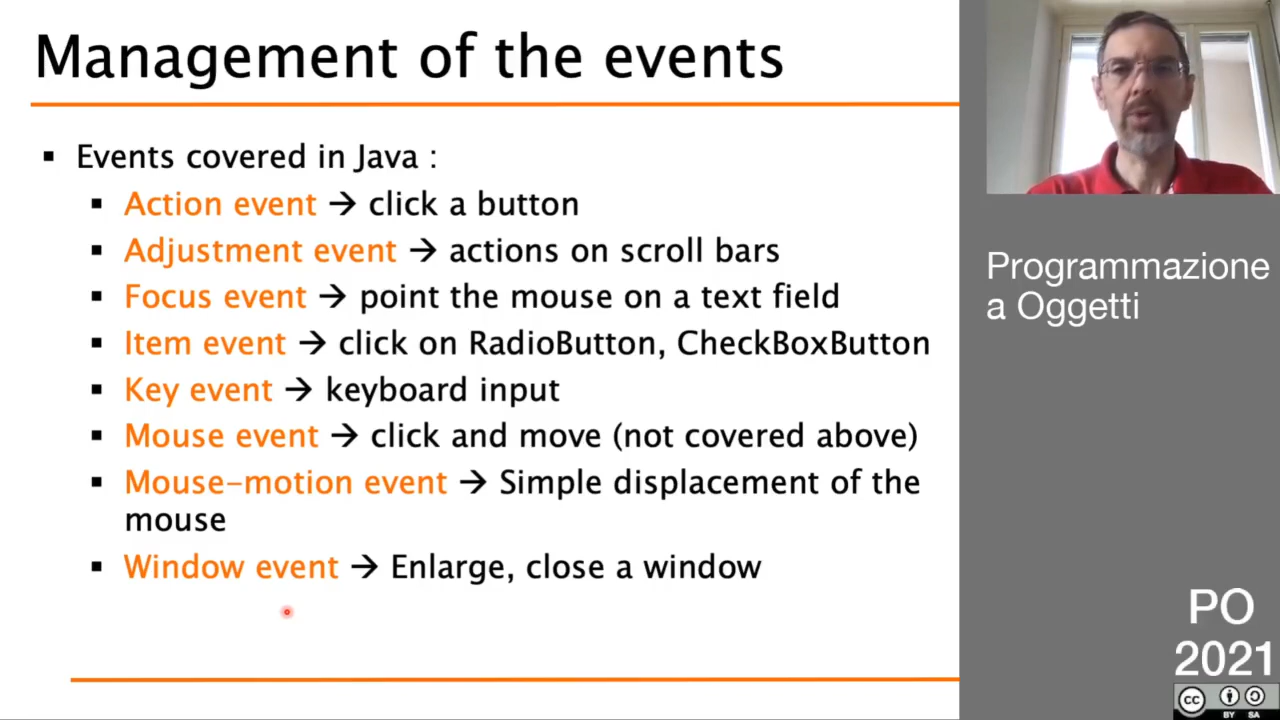 Management of the events
▪ Events covered in Java :
▪ Action event → click a button
▪ Adjustment event → actions on scroll bars
▪ Focus event → point the mouse on a text field
▪ Item event → click on RadioButton, CheckBoxButton
▪ Key event → keyboard input
▪ Mouse event → click and move (not covered above)
▪ Mouse-motion event → Simple displacement of the
mouse
▪ Window event → Enlarge, close a window
Programmazione
a Oggetti
PO
2021
cc
BY SA